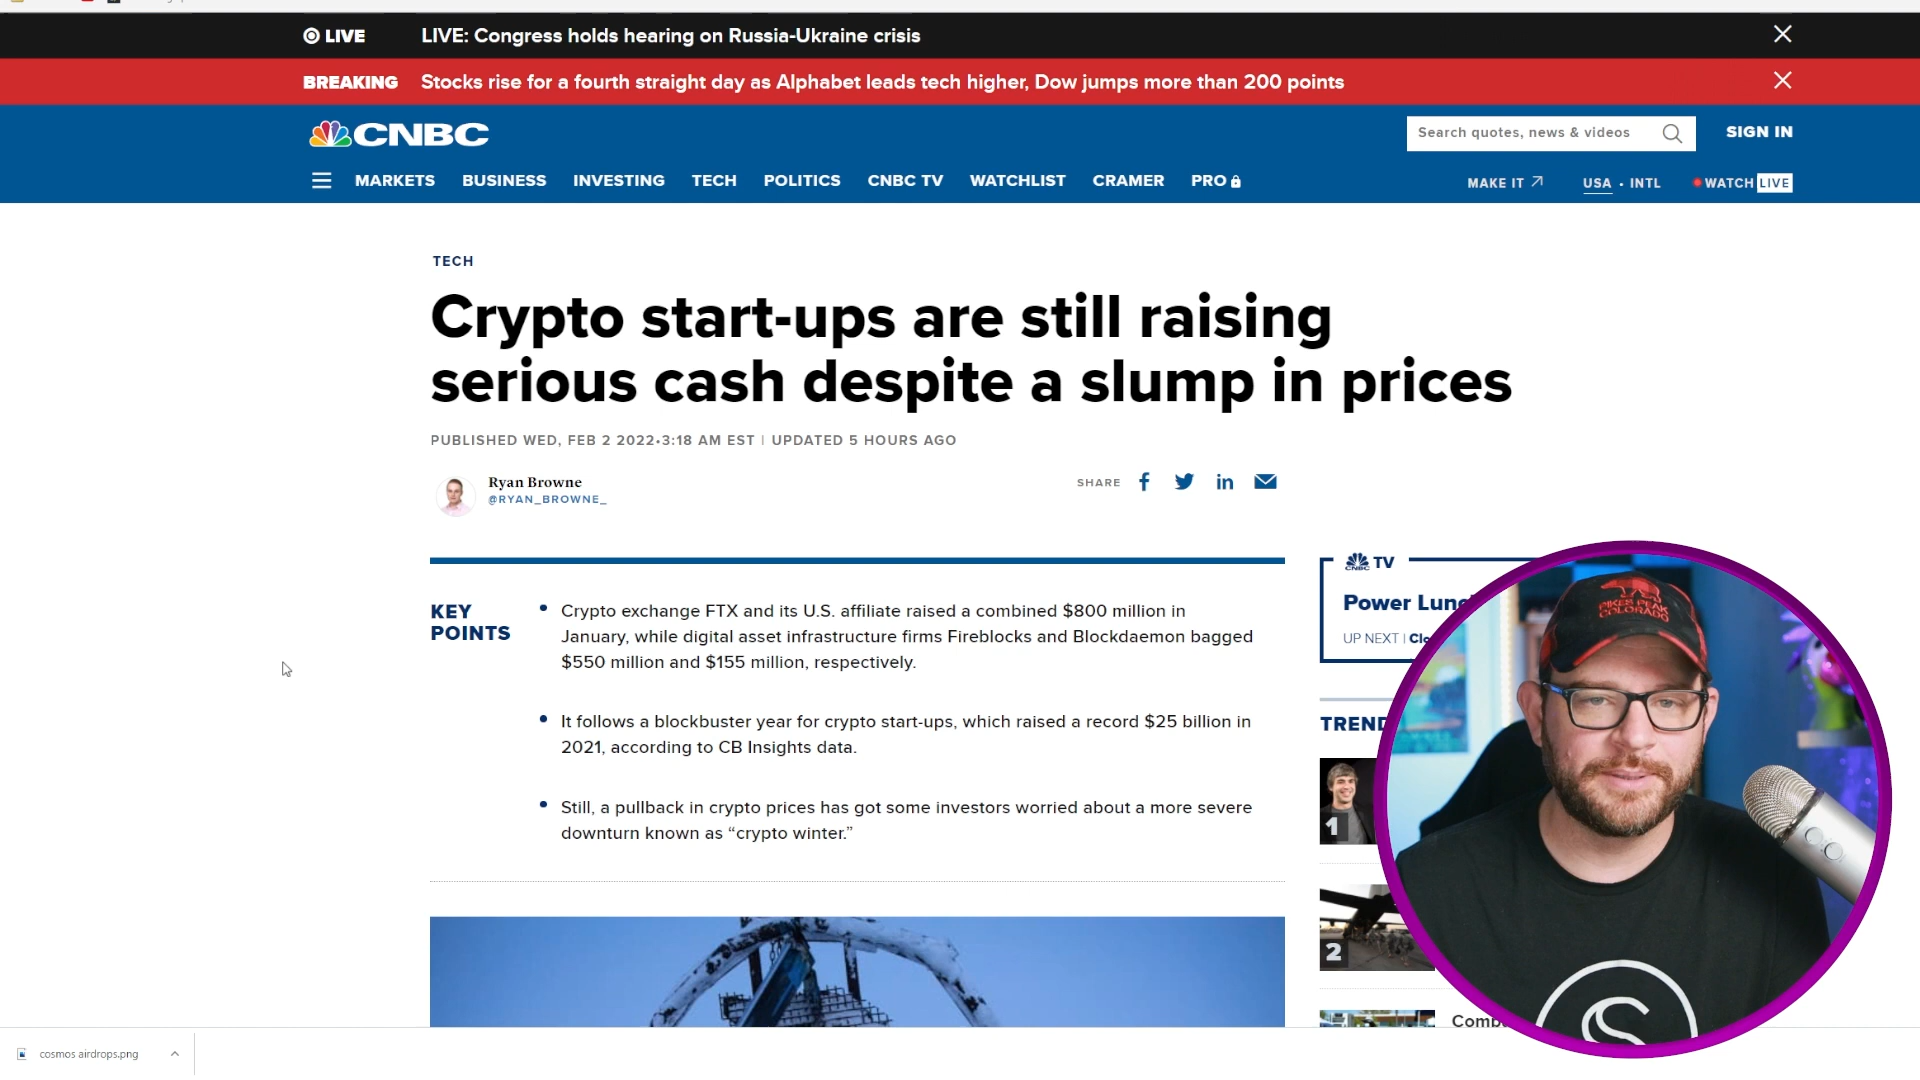 LIVE LIVE: Congress holds hearing on Russia-Ukraine crisis
BREAKING Stocks rise for a fourth straight day as Alphabet leads tech higher, Dow jumps more than 200 points
CNBC
Search quotes, news & videos
SIGN IN
MARKETS BUSINESS INVESTING TECH POLITICS CNBC TV WATCHLIST CRAMER PRO
MAKE IT USA • INTL WATCH LIVE
TECH
Crypto start-ups are still raising
serious cash despite a slump in prices
PUBLISHED WED, FEB 2 2022•3:18 AM EST | UPDATED 5 HOURS AGO
Ryan Browne
@RYAN_BROWNE_
SHARE
KEY
POINTS
Crypto exchange FTX and its U.S. affiliate raised a combined $800 million in
January, while digital asset infrastructure firms Fireblocks and Blockdaemon bagged
$550 million and $155 million, respectively.
It follows a blockbuster year for crypto start-ups, which raised a record $25 billion in
2021, according to CB Insights data.
Still, a pullback in crypto prices has got some investors worried about a more severe
downturn known as “crypto winter.”
CNBC TV
Power
UP NEXT |
1
2
PIKES PEAK
COLORADO
cosmos airdrops.png